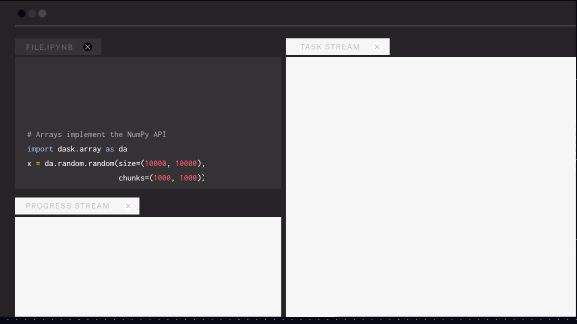 FILE.IPYNB
# Arrays implement the NumPy API
import dask.array as da
x = da.random.random(size=(10000, 10000),
chunks=(1000, 1000))
PROGRESS STREAM
TASK STREAM